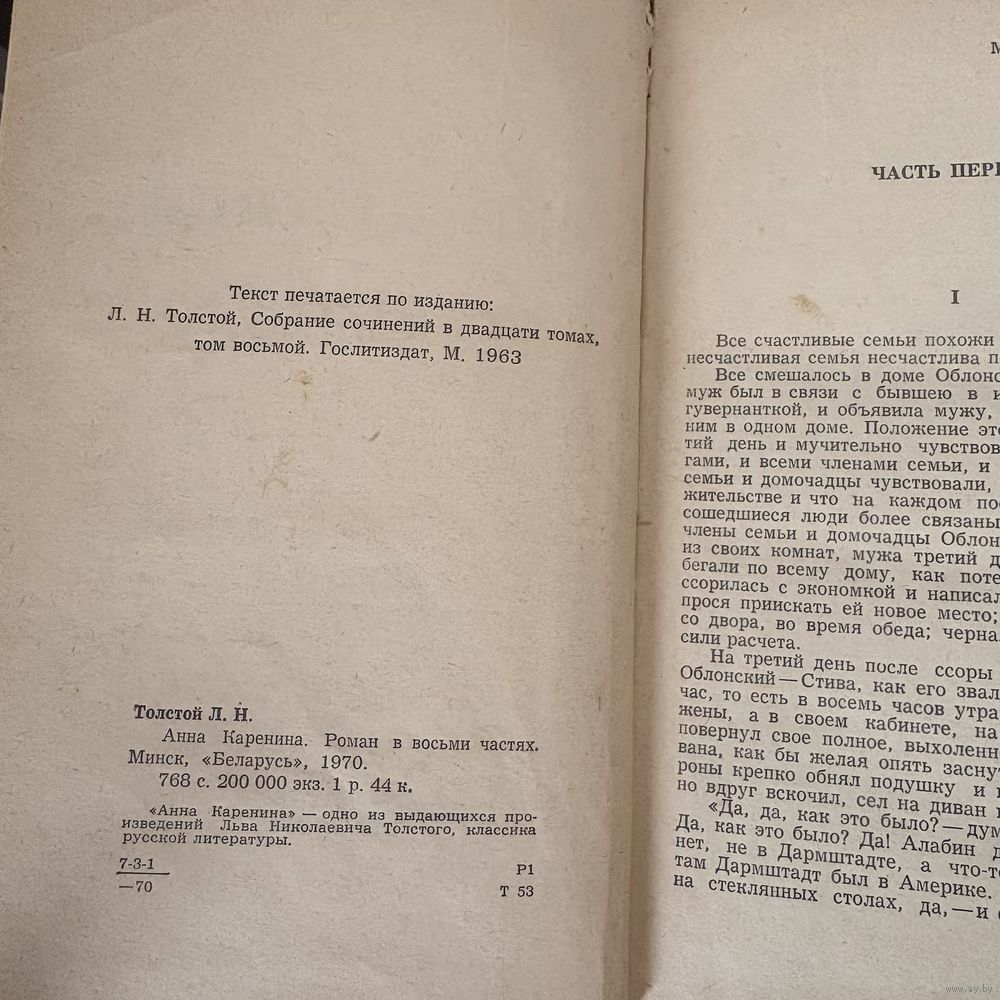 Текст печатается по изданию:
Л. Н. Толстой, Собрание сочинений в двадцати томах,
том восьмой. Гослитиздат, М. 1963
Толстой Л. Н.
Анна Каренина. Роман в восьми частях.
Минск, «Беларусь», 1970.
768 с. 200 000 экз. 1 р. 44 к.
«Анна Каренина» — одно из выдающихся про-
изведений Льва Николаевича Толстого, классика
русской литературы.
7-3-1
—70
Р1
Т 53
ЧАСТЬ
I
Все счастливые семьи похожи
несчастливая семья несчастлива
Все смешалось в доме
муж был в связи с бывшею в
гувернанткой, и объявила мужу,
ним в одном доме. Положение
тий день и мучительно
гами, и всеми членами семьи, и
семьи и домочадцы чувствовали,
жительстве и что на каждом
сошедшиеся люди более связаны
члены семьи и домочадцы
из своих комнат, мужа третий
бегали по всему дому, как
ссорилась с экономкой и
прося приискать ей новое место;
со двора, во время обеда;
сили расчета.
На третий день после ссоры
Облонский — Стива, как его
час, то есть в восемь часов утра
жены, а в своем кабинете, на
повернул свое полное,
вана, как бы желая опять
роны крепко обнял подушку и
но вдруг вскочил, сел на диван
«Да, да, как это было? —
Да, как это было? Да! Алабин
нет, не в Дармштадте, а
там Дармштадт был в Америке.
на стеклянных столах, да, — и
www.ay.by